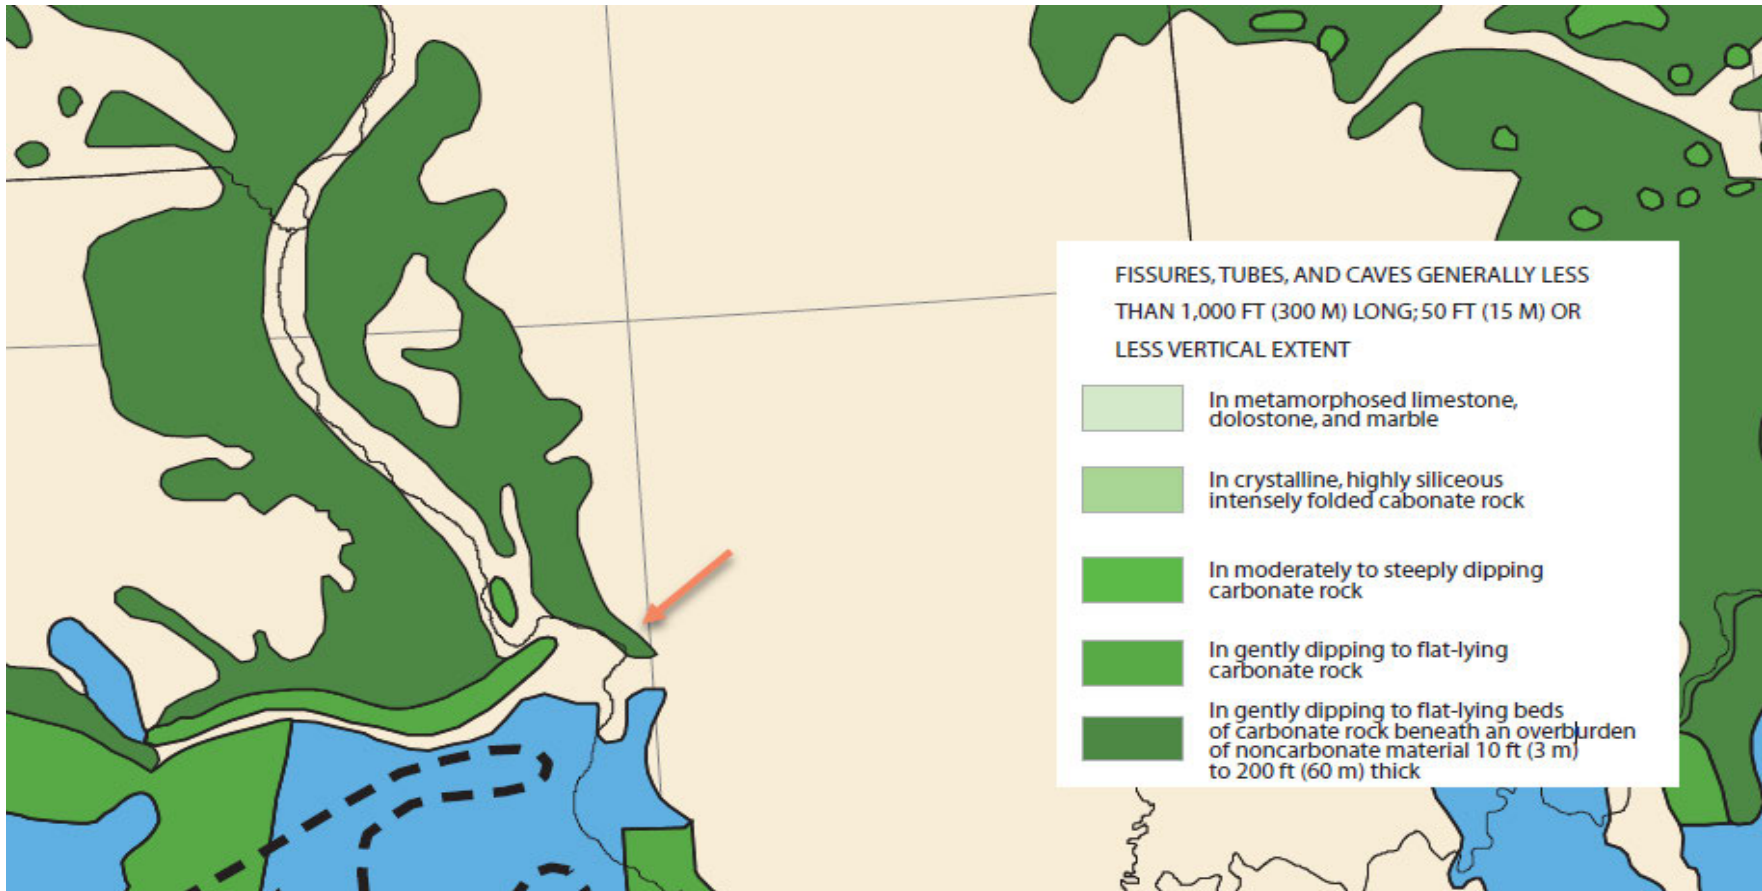 FISSURES, TUBES, AND CAVES GENERALLY LESS
THAN 1,000 FT (300 M) LONG; 50 FT (15 M) OR
LESS VERTICAL EXTENT
In metamorphosed limestone,
dolostone, and marble
In crystalline, highly siliceous
intensely folded cabonate rock
In moderately to steeply dipping
carbonate rock
In gently dipping to flat-lying
carbonate rock
In gently dipping to flat-lying beds
of carbonate rock beneath an overburden
of noncarbonate material 10 ft (3 m)
to 200 ft (60 m) thick